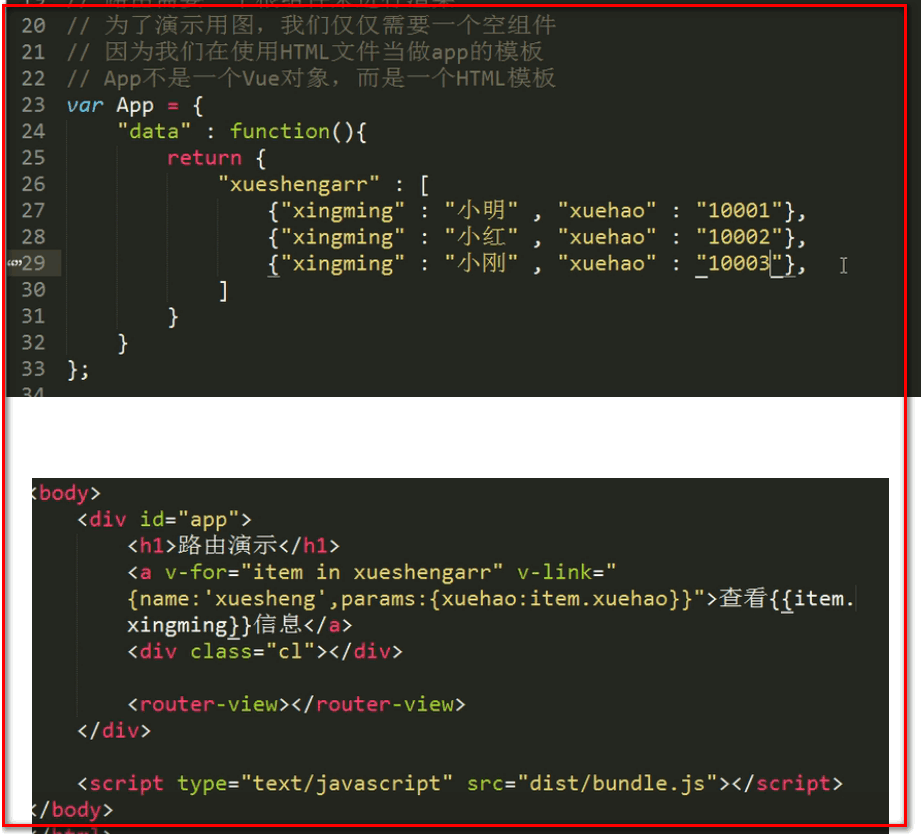 20 // 为了演示用图，我们仅仅需要一个空组件
21 // 因为我们在使用HTML文件当做app的模板
22 // App不是一个Vue对象，而是一个HTML模板
23 var App = {
24 "data" : function(){
25 return {
26 "xueshengarr" : [
27 {"xingming" : "小明" , "xuehao" : "10001"},
28 {"xingming" : "小红" , "xuehao" : "10002"},
29 {"xingming" : "小刚" , "xuehao" : "10003"},
30 ]
31 }
32 }
33 };
34
<body>
<div id="app">
<h1>路由演示</h1>
<a v-for="item in xueshengarr" v-link="
{name:'xuesheng',params:{xuehao:item.xuehao}}">查看{{item.
xingming}}信息</a>
<div class="cl"></div>
<router-view></router-view>
</div>
<script type="text/javascript" src="dist/bundle.js"></script>
</body>